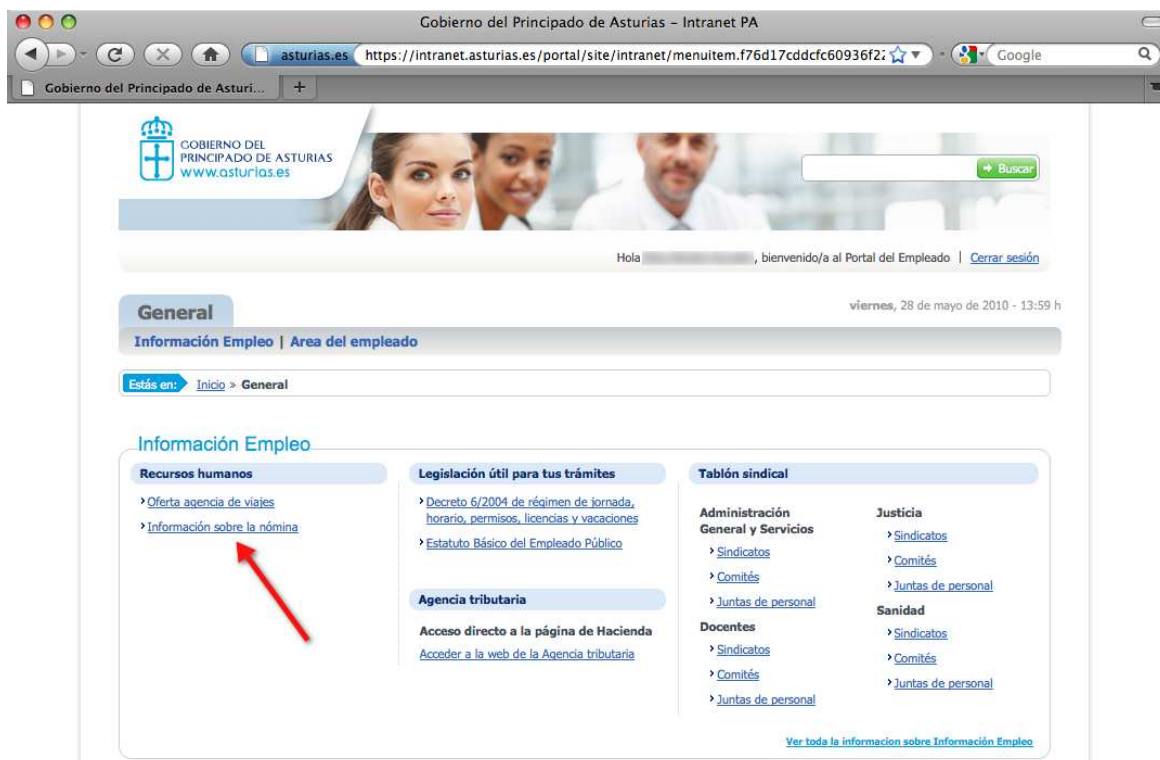 Gobierno del Principado de Asturias – Intranet PA
asturias.es https://intranet.asturias.es/portal/site/intranet/menuitem.f76d17cddcfc60936f22 Google
Gobierno del Principado de Asturi... +
GOBIERNO DEL
PRINCIPADO DE ASTURIAS
www.asturias.es
Buscar
Hola , bienvenido/a al Portal del Empleado | Cerrar sesión
General
viernes, 28 de mayo de 2010 - 13:59 h
Información Empleo | Area del empleado
Estás en: Inicio » General
Información Empleo
Recursos humanos
Oferta agencia de viajes
Información sobre la nómina
Legislación útil para tus trámites
Decreto 6/2004 de régimen de jornada,
horario, permisos, licencias y vacaciones
Estatuto Básico del Empleado Público
Agencia tributaria
Acceso directo a la página de Hacienda
Acceder a la web de la Agencia tributaria
Tablón sindical
Administración
General y Servicios
Sindicatos
Comités
Juntas de personal
Docentes
Sindicatos
Comités
Juntas de personal
Justicia
Sindicatos
Comités
Juntas de personal
Sanidad
Sindicatos
Comités
Juntas de personal
Ver toda la informacion sobre Información Empleo